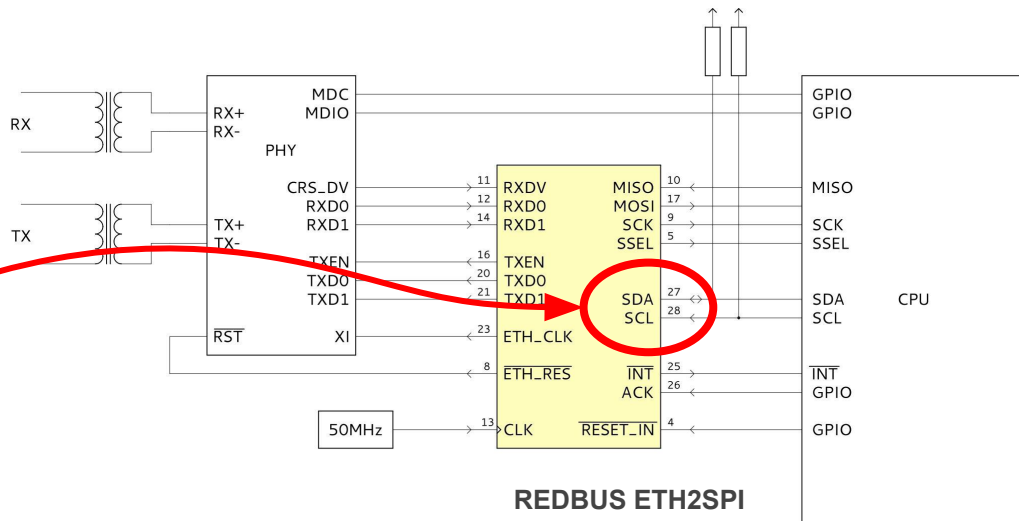 MDC
MDIO
GPIO
GPIO
RX
RX+
RX-
PHY
CRS_DV
RXD0
RXD1
11 RXDV
12 RXD0
14 RXD1
MISO 10
MOSI 17
SCK 9
SSEL 5
MISO
SCK
SSEL
TX
TX+
TX-
TXEN
TXD0
TXD1
16 TXEN
20 TXD0
21 TXD1
SDA 27
SCL 28
SDA
SCL
CPU
RST
XI
23 ETH_CLK
8 ETH_RES
INT 25
ACK 26
INT
GPIO
50MHz
13 CLK
RESET_IN 4
GPIO
REDBUS ETH2SPI